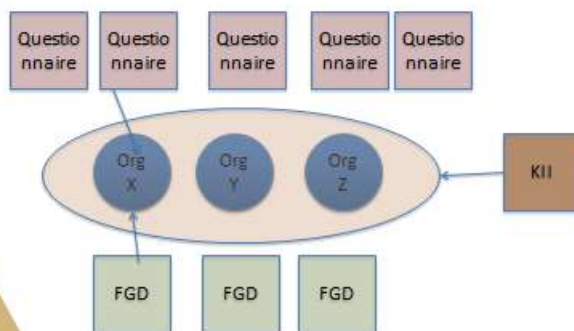 Questio
nnaire
Questio
nnaire
Questio
nnaire
Questio
nnaire
Questio
nnaire
Org
X
Org
Y
Org
Z
KII
FGD
FGD
FGD